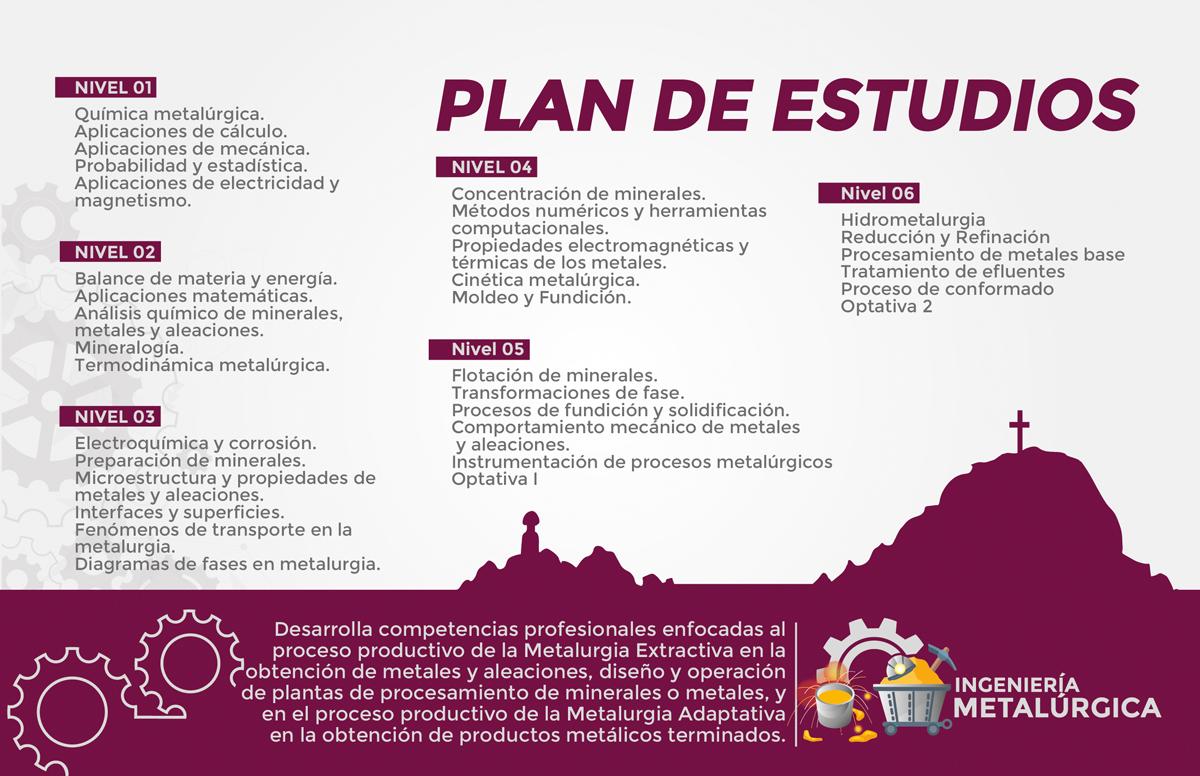 PLAN DE ESTUDIOS
NIVEL 01
Química metalúrgica.
Aplicaciones de cálculo.
Aplicaciones de mecánica.
Probabilidad y estadística.
Aplicaciones de electricidad y
magnetismo.
NIVEL 02
Balance de materia y energía.
Aplicaciones matemáticas.
Análisis químico de minerales,
metales y aleaciones.
Mineralogía.
Termodinámica metalúrgica.
NIVEL 03
Electroquímica y corrosión.
Preparación de minerales.
Microestructura y propiedades de
metales y aleaciones.
Interfaces y superficies.
Fenómenos de transporte en la
metalurgia.
Diagramas de fases en metalurgia.
NIVEL 04
Concentración de minerales.
Métodos numéricos y herramientas
computacionales.
Propiedades electromagnéticas y
térmicas de los metales.
Cinética metalúrgica.
Moldeo y Fundición.
Nivel 05
Flotación de minerales.
Transformaciones de fase.
Procesos de fundición y solidificación.
Comportamiento mecánico de metales
y aleaciones.
Instrumentación de procesos metalúrgicos
Optativa I
Nivel 06
Hidrometalurgia
Reducción y Refinación
Procesamiento de metales base
Tratamiento de efluentes
Proceso de conformado
Optativa 2
Desarrolla competencias profesionales enfocadas al
proceso productivo de la Metalurgia Extractiva en la
obtención de metales y aleaciones, diseño y operación
de plantas de procesamiento de minerales o metales, y
en el proceso productivo de la Metalurgia Adaptativa
en la obtención de productos metálicos terminados.
INGENIERÍA
METALÚRGICA